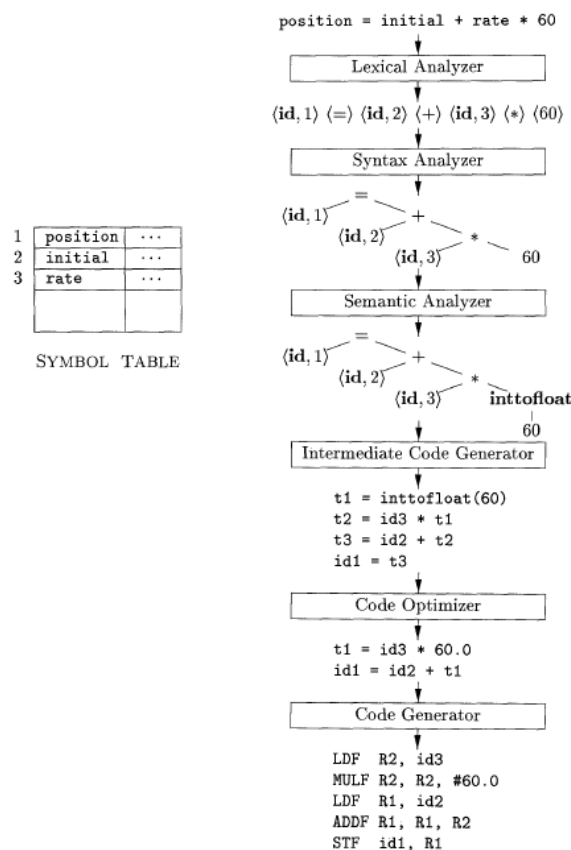 position = initial + rate * 60
Lexical Analyzer
⟨id, 1⟩ ⟨=⟩ ⟨id, 2⟩ ⟨+⟩ ⟨id, 3⟩ ⟨*⟩ ⟨60⟩
Syntax Analyzer
=
⟨id, 1⟩ +
⟨id, 2⟩ *
⟨id, 3⟩ 60
1 position ...
2 initial ...
3 rate ...
SYMBOL TABLE
Semantic Analyzer
=
⟨id, 1⟩ +
⟨id, 2⟩ *
⟨id, 3⟩ inttofloat
60
Intermediate Code Generator
t1 = inttofloat(60)
t2 = id3 * t1
t3 = id2 + t2
id1 = t3
Code Optimizer
t1 = id3 * 60.0
id1 = id2 + t1
Code Generator
LDF R2, id3
MULF R2, R2, #60.0
LDF R1, id2
ADDF R1, R1, R2
STF id1, R1